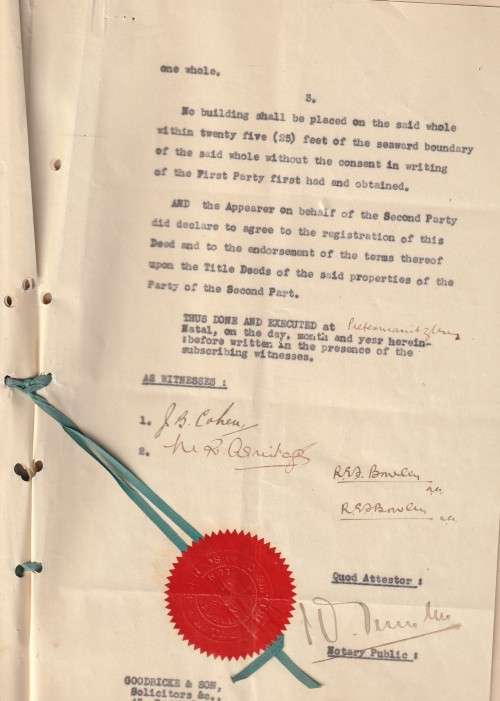 one whole.
3.
No building shall be placed on the said whole
within twenty five (25) feet of the seaward boundary
of the said whole without the consent in writing
of the First Party first had and obtained.
AND the Appearer on behalf of the Second Party
did declare to agree to the registration of this
Deed and to the endorsement of the terms thereof
upon the Title Deeds of the said properties of the
Party of the Second Part.
THUS DONE AND EXECUTED at Pietermaritzburg
Natal, on the day, month and year herein-
:before written in the presence of the
subscribing witnesses.
AS WITNESSES :
1. J. B. Cohen
2.
Bowley
Bowley
Quod Attestor :
Notary Public :
GOODRICKE & SON,
Solicitors &c.,